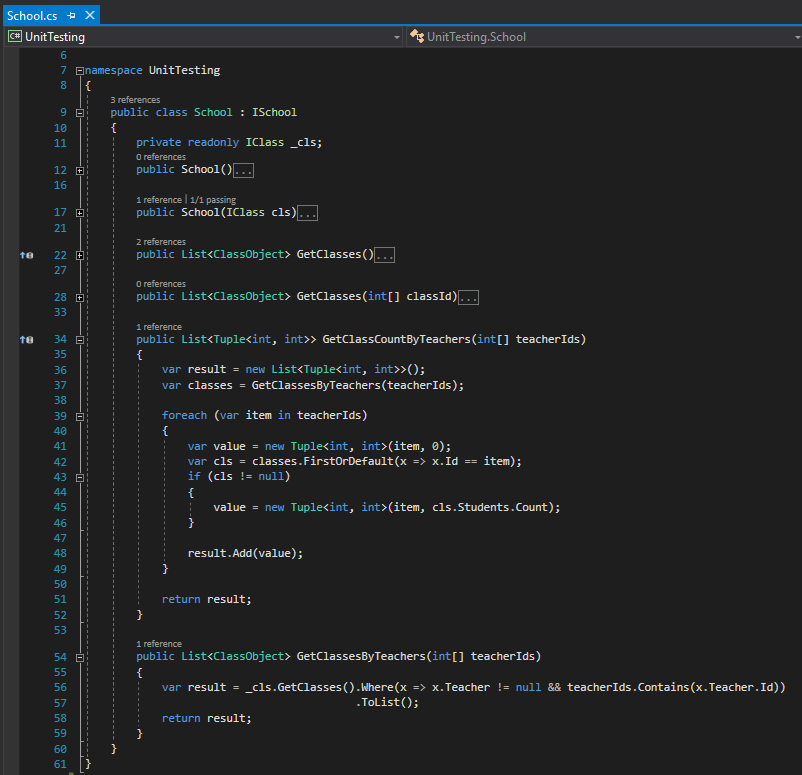 School.cs
C# UnitTesting UnitTesting.School
6
7 namespace UnitTesting
8 {
3 references
9 public class School : ISchool
10 {
11 private readonly IClass _cls;
0 references
12 public School()...
16
1 reference | 1/1 passing
17 public School(IClass cls)...
21
2 references
22 public List<ClassObject> GetClasses()...
27
0 references
28 public List<ClassObject> GetClasses(int[] classId)...
33
1 reference
34 public List<Tuple<int, int>> GetClassCountByTeachers(int[] teacherIds)
35 {
36 var result = new List<Tuple<int, int>>();
37 var classes = GetClassesByTeachers(teacherIds);
38
39 foreach (var item in teacherIds)
40 {
41 var value = new Tuple<int, int>(item, 0);
42 var cls = classes.FirstOrDefault(x => x.Id == item);
43 if (cls != null)
44 {
45 value = new Tuple<int, int>(item, cls.Students.Count);
46 }
47
48 result.Add(value);
49 }
50
51 return result;
52 }
53
1 reference
54 public List<ClassObject> GetClassesByTeachers(int[] teacherIds)
55 {
56 var result = _cls.GetClasses().Where(x => x.Teacher != null && teacherIds.Contains(x.Teacher.Id))
57 .ToList();
58 return result;
59 }
60 }
61 }